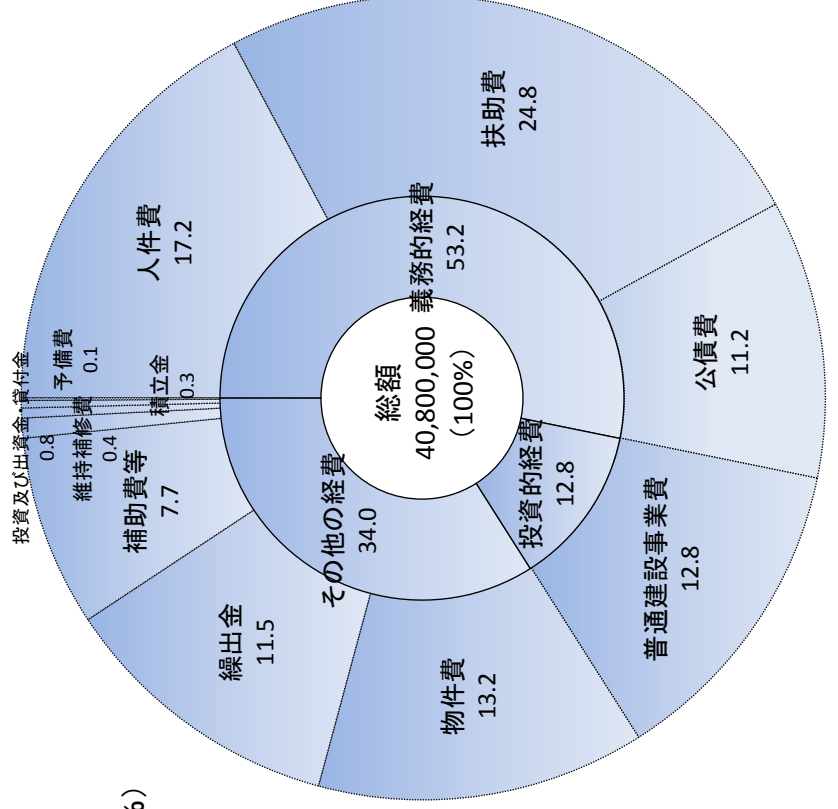 総額
40,800,000
（100%）
義務的経費
53.2
投資的経費
12.8
その他の経費
34.0
人件費
17.2
扶助費
24.8
公債費
11.2
普通建設事業費
12.8
物件費
13.2
繰出金
11.5
補助費等
7.7
維持補修費
0.4
投資及び出資金・貸付金
0.8
積立金
0.3
予備費
0.1
%）